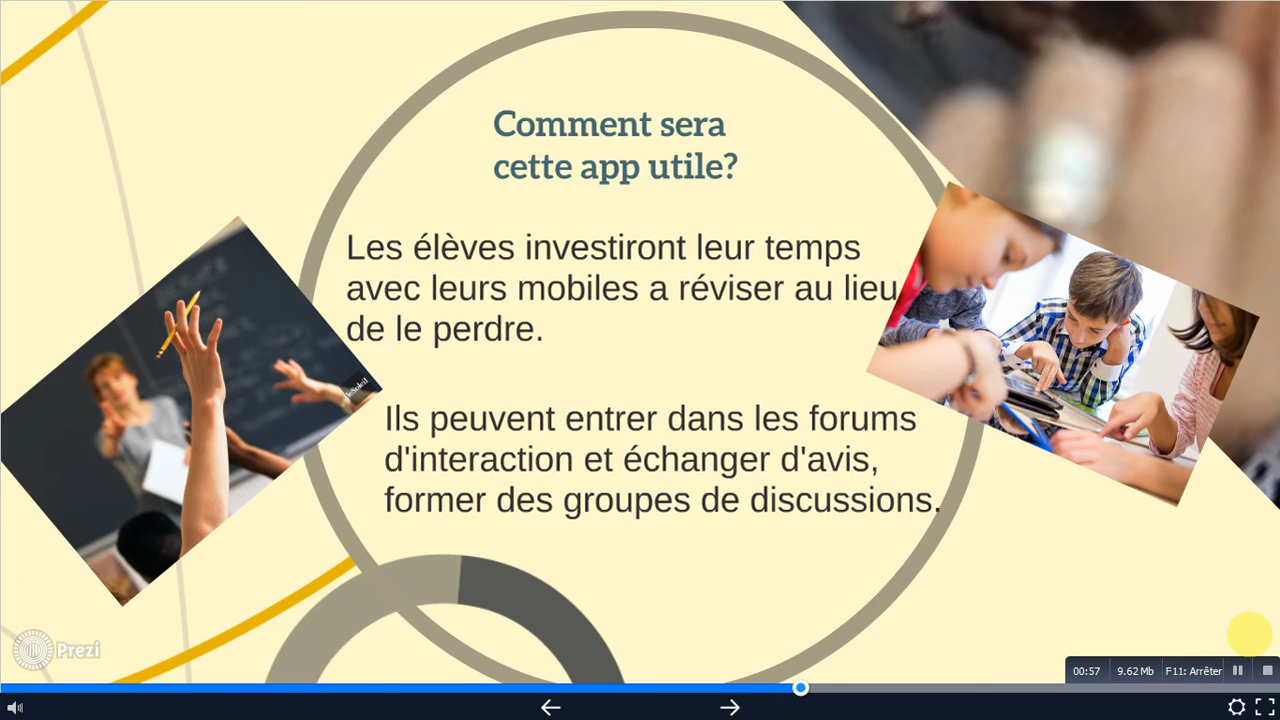 Comment sera
cette app utile?
Les élèves investiront leur temps
avec leurs mobiles a réviser au lieu
de le perdre.
Ils peuvent entrer dans les forums
d'interaction et échanger d'avis,
former des groupes de discussions.
Prezi
00:57 9.62 Mb F11: Arrêter